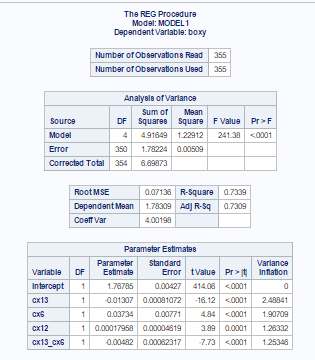 The REG Procedure
Model: MODEL1
Dependent Variable: boxy
Number of Observations Read 355
Number of Observations Used 355
Analysis of Variance
Source DF Sum of Squares Mean Square F Value Pr > F
Model 4 4.91649 1.22912 241.38 <.0001
Error 350 1.78224 0.00509
Corrected Total 354 6.69873
Root MSE 0.07136 R-Square 0.7339
Dependent Mean 1.78309 Adj R-Sq 0.7309
Coeff Var 4.00198
Parameter Estimates
Variable DF Parameter Estimate Standard Error t Value Pr > |t| Variance Inflation
Intercept 1 1.76785 0.00427 414.06 <.0001 0
cx13 1 -0.01307 0.00081072 -16.12 <.0001 2.48841
cx6 1 0.03734 0.00771 4.84 <.0001 1.90709
cx12 1 0.00017958 0.00004619 3.89 0.0001 1.26332
cx13_cx6 1 -0.00482 0.00062317 -7.73 <.0001 1.25346